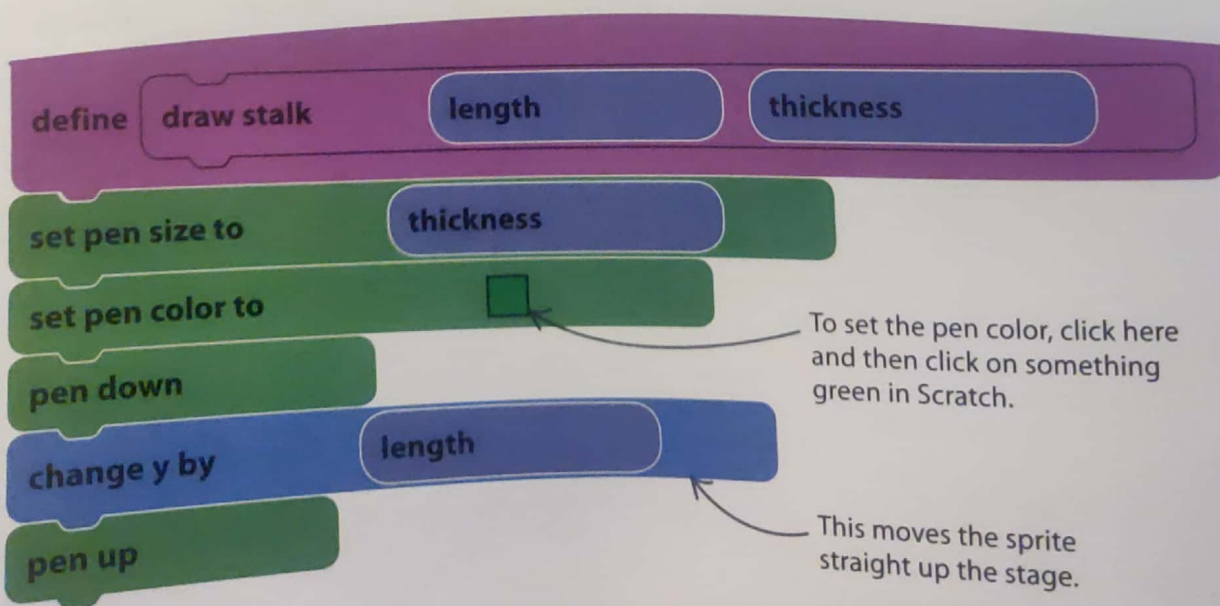 define draw stalk length thickness
set pen size to thickness
set pen color to
To set the pen color, click here
and then click on something
green in Scratch.
pen down
change y by length
This moves the sprite
straight up the stage.
pen up